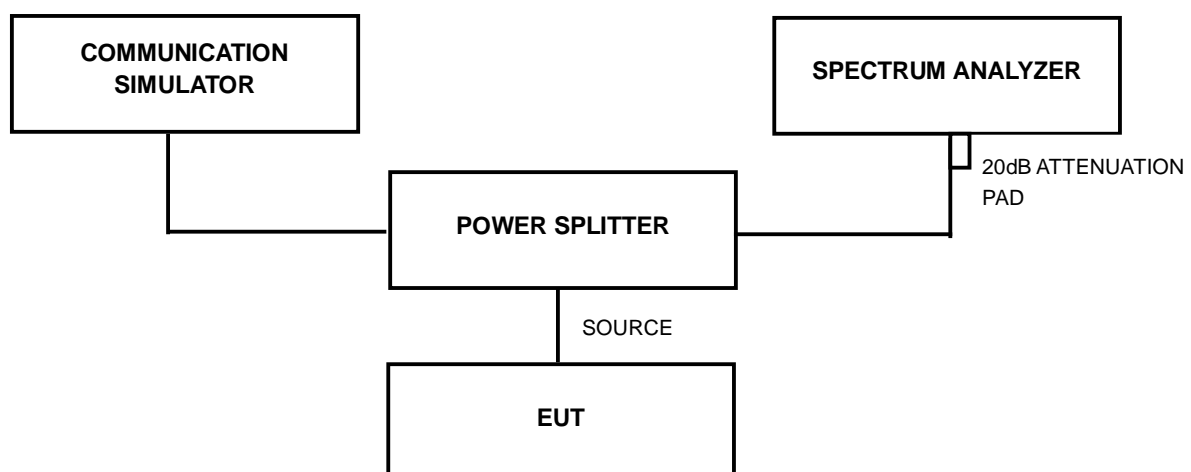 COMMUNICATION
SIMULATOR
SPECTRUM ANALYZER
20dB ATTENUATION
PAD
POWER SPLITTER
SOURCE
EUT